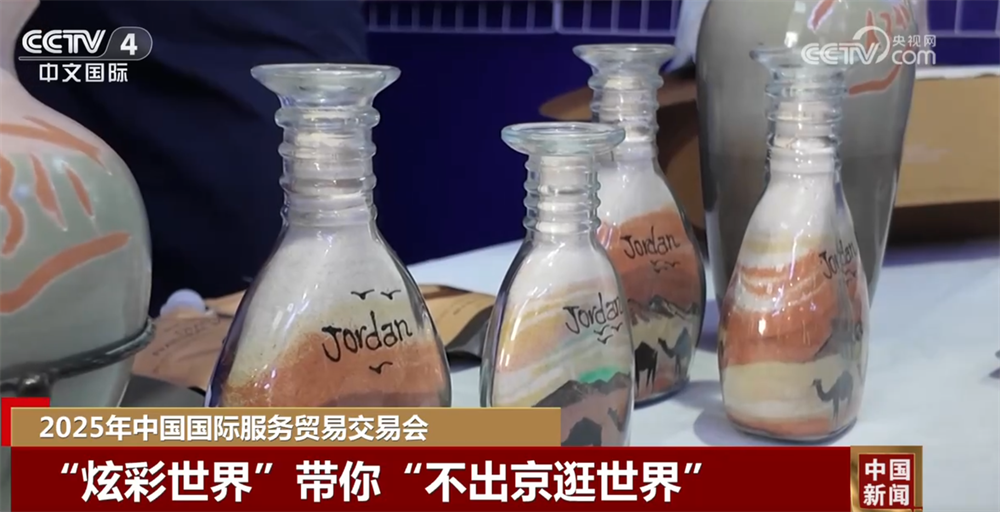 CCTV 4
中文国际
央视网
CCTV.com
Jordan
Jordan
Jordan
Jordan
2025年中国国际服务贸易交易会
“炫彩世界”带你“不出京逛世界”
中国
新闻